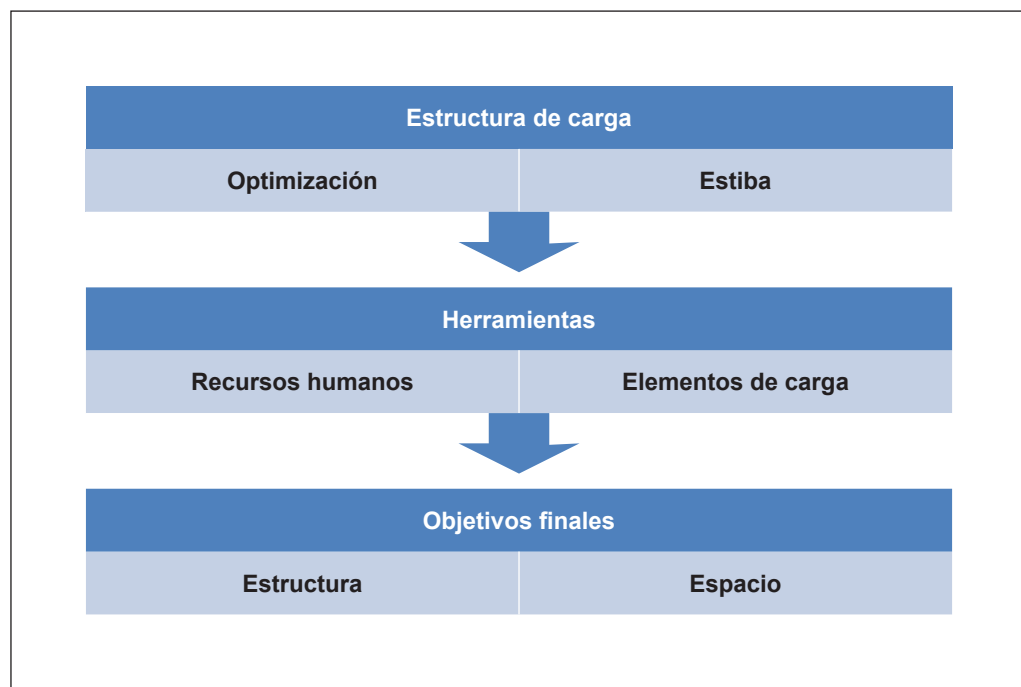 Estructura de carga
Optimización Estiba
Herramientas
Recursos humanos Elementos de carga
Objetivos finales
Estructura Espacio